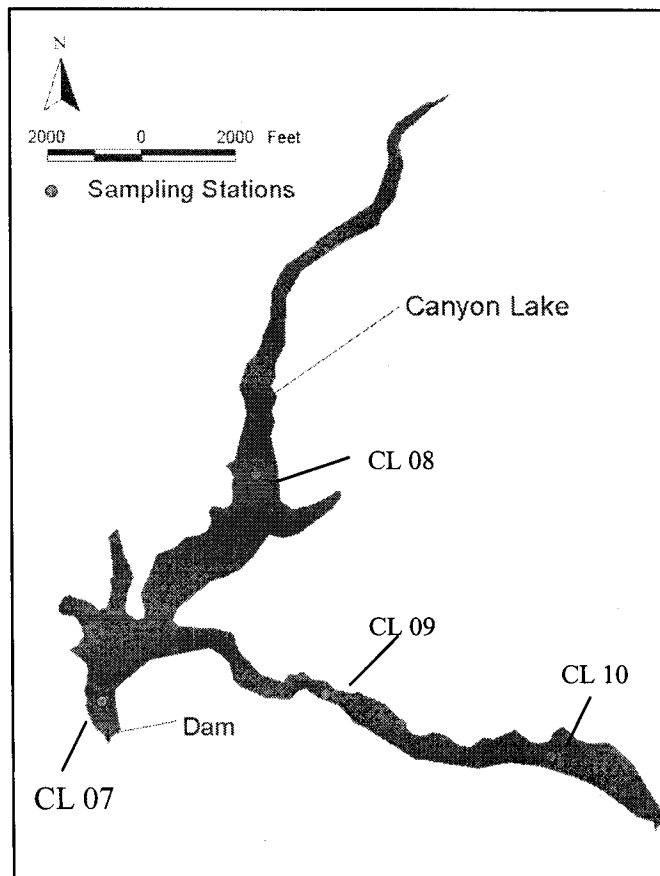 N
2000 0 2000 Feet
Sampling Stations
Canyon Lake
CL 08
CL 09
CL 10
Dam
CL 07